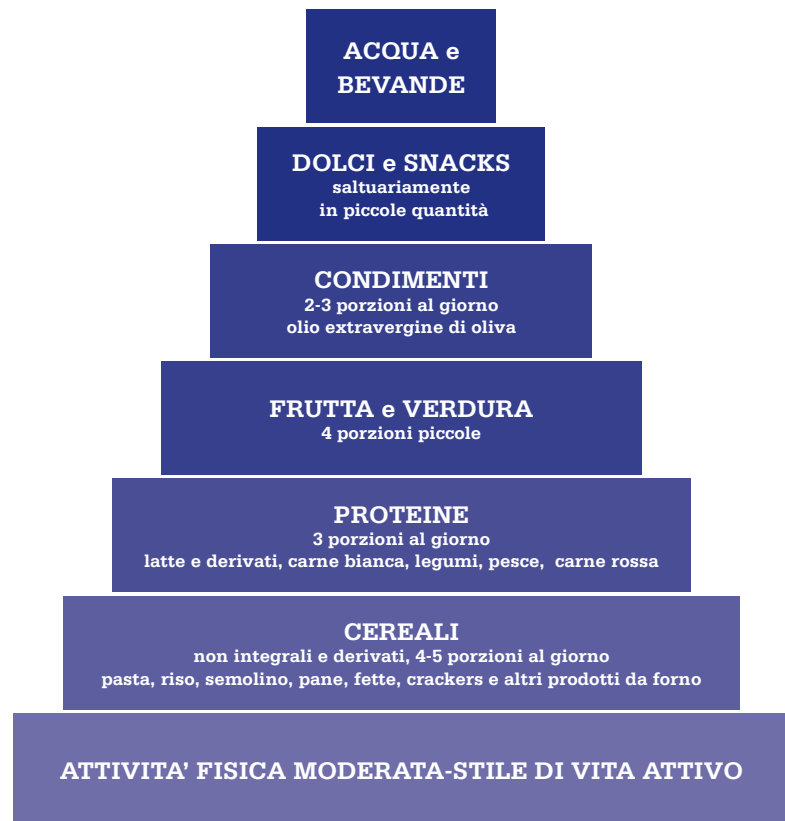 ACQUA e
BEVANDE
DOLCI e SNACKS
saltuariamente
in piccole quantità
CONDIMENTI
2-3 porzioni al giorno
olio extravergine di oliva
FRUTTA e VERDURA
4 porzioni piccole
PROTEINE
3 porzioni al giorno
latte e derivati, carne bianca, legumi, pesce, carne rossa
CEREALI
non integrali e derivati, 4-5 porzioni al giorno
pasta, riso, semolino, pane, fette, crackers e altri prodotti da forno
ATTIVITA’ FISICA MODERATA-STILE DI VITA ATTIVO